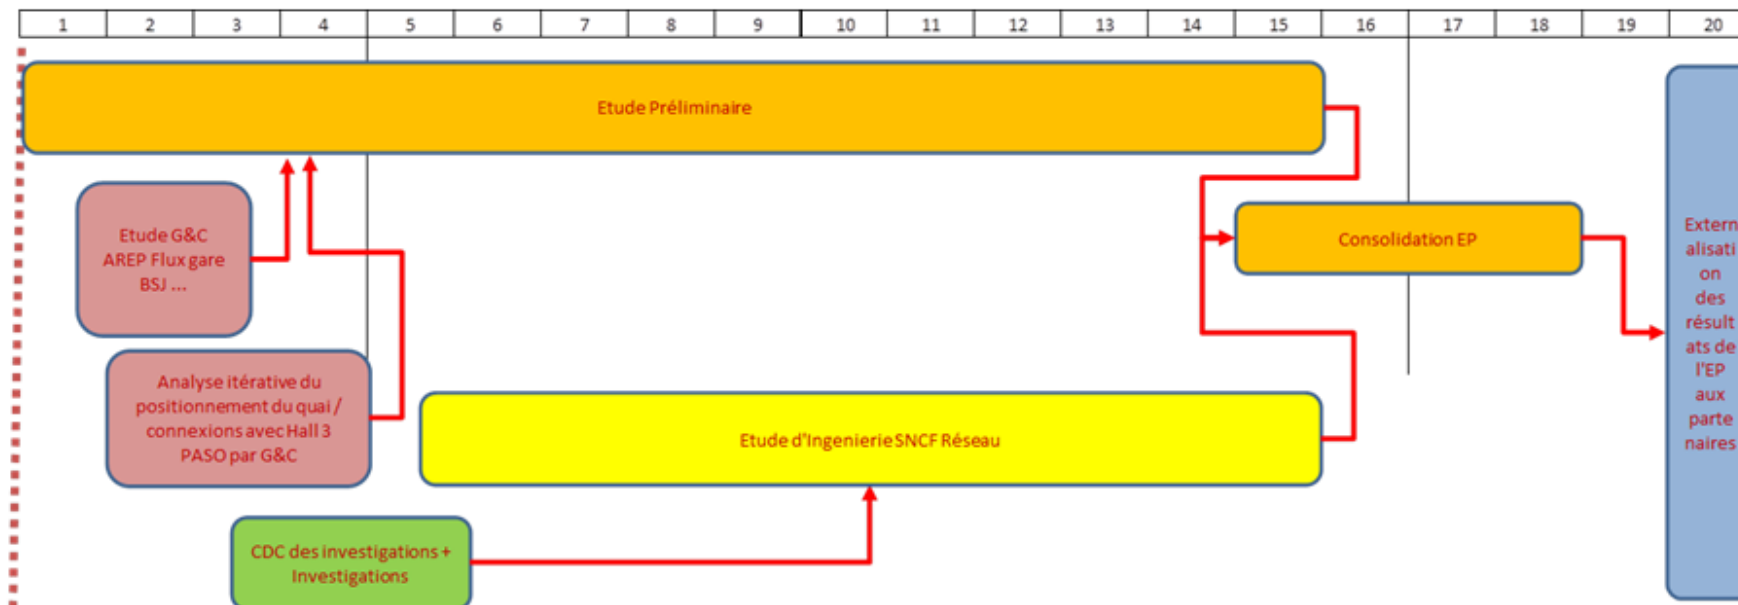 1 2 3 4 5 6 7 8 9 10 11 12 13 14 15 16 17 18 19 20
Etude Préliminaire
Etude G&C
AREP Flux gare
BSJ ...
Consolidation EP
Extern
alisati
on
des
résult
ats de
l'EP
aux
parte
naires
Analyse itérative du
positionnement du quai /
connexions avec Hall 3
PASO par G&C
Etude d'Ingenierie SNCF Réseau
CDC des investigations +
Investigations